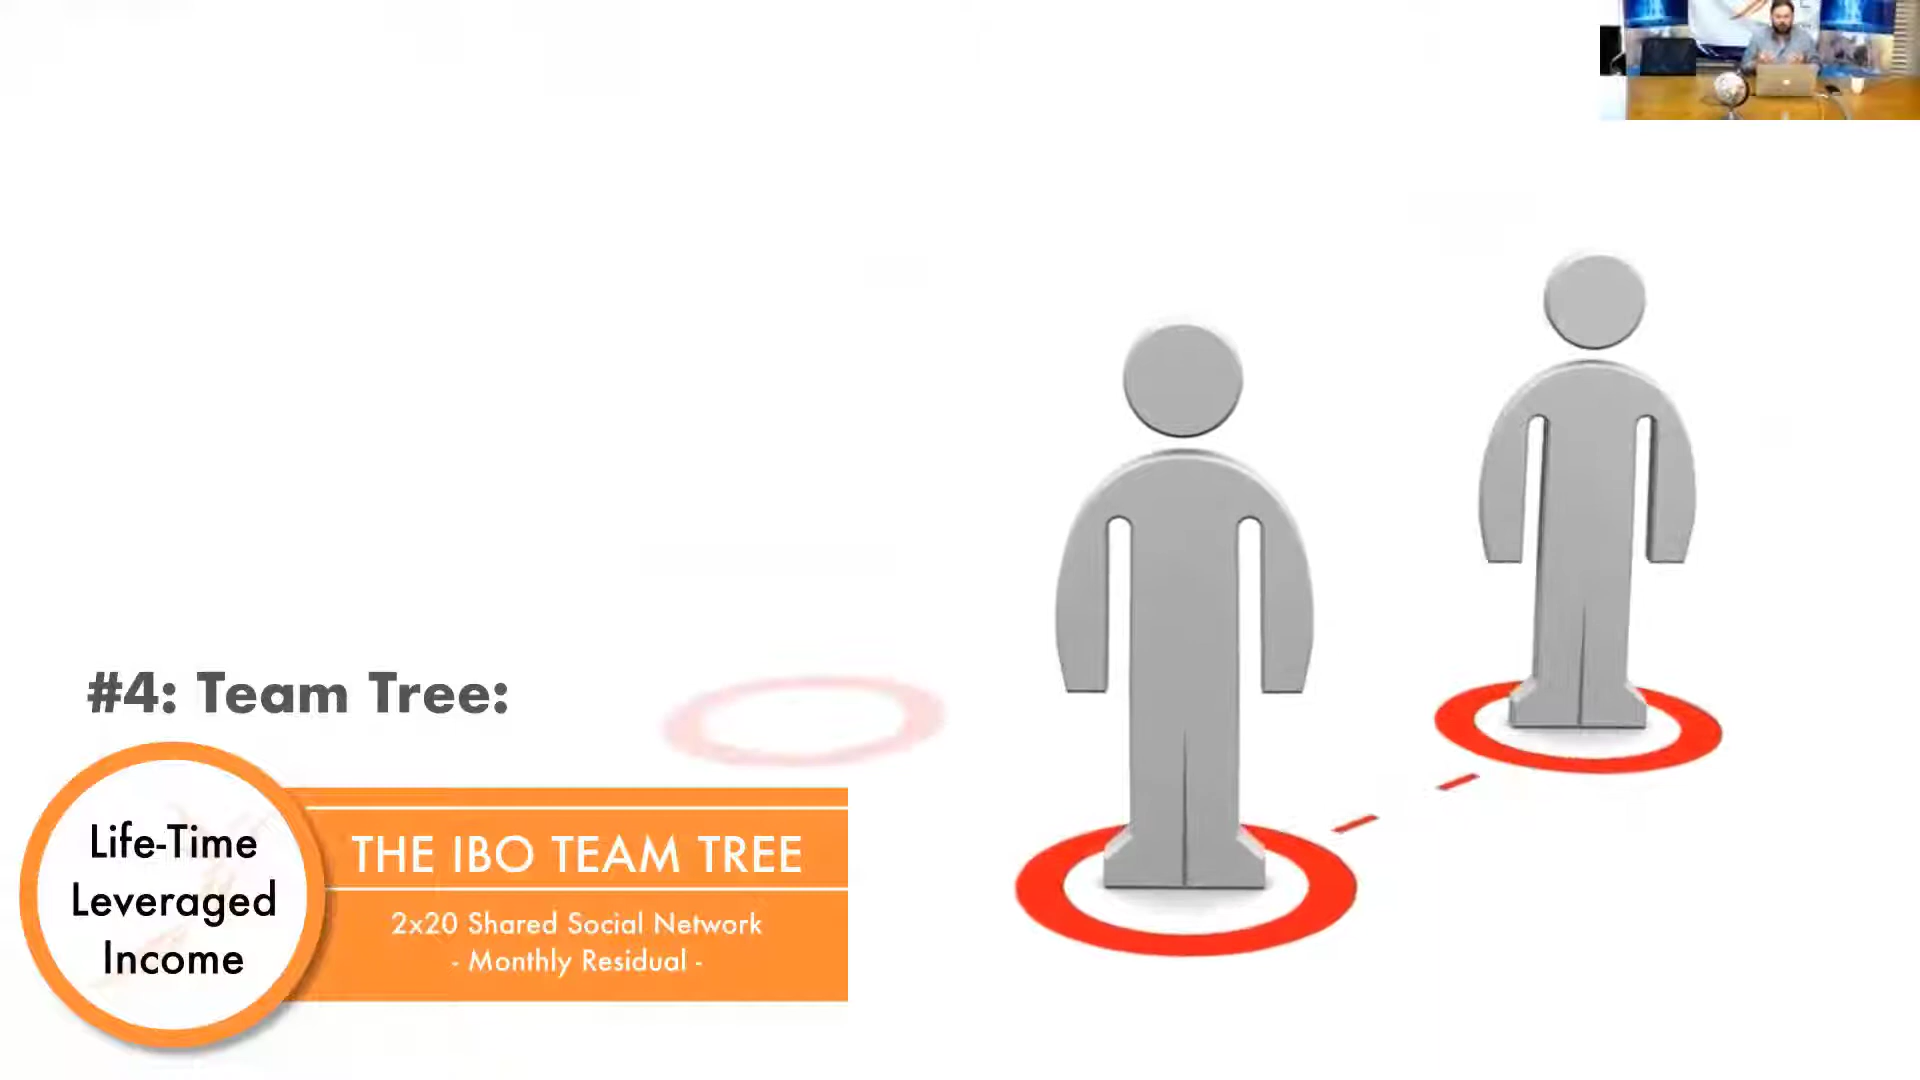 #4: Team Tree:
Life-Time
Leveraged
Income
THE IBO TEAM TREE
2x20 Shared Social Network
- Monthly Residual -